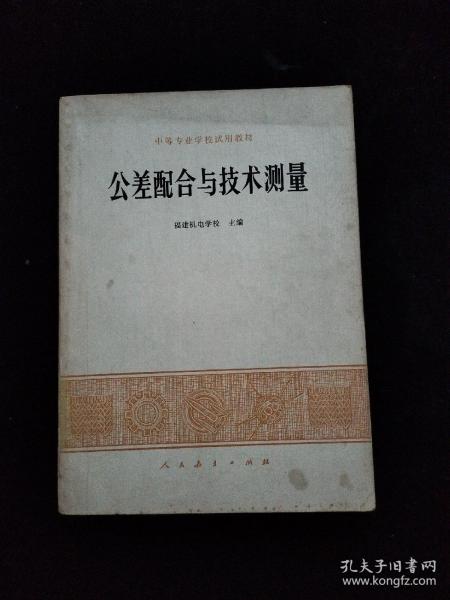 中等专业学校试用教材
公差配合与技术测量
福建机电学校 主编
人民教育出版社
孔夫子旧书网
www.kongfz.com